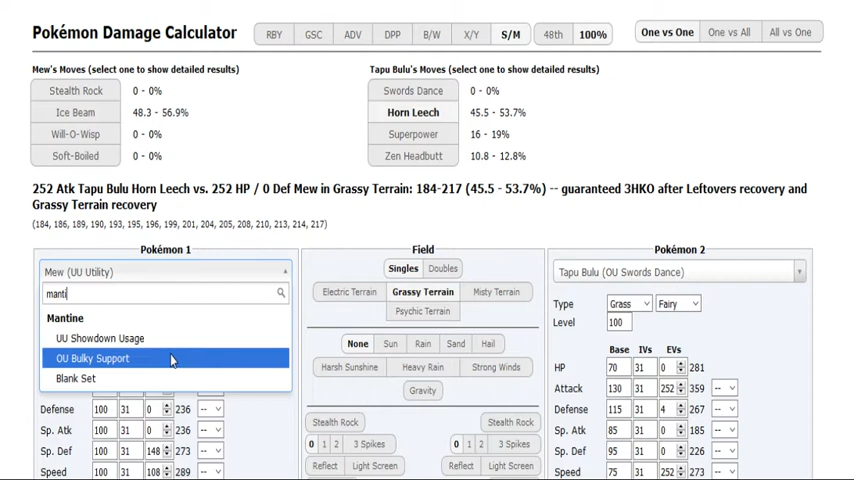 Pokémon Damage Calculator RBY GSC ADV DPP B/W X/Y S/M 48th 100% One vs One One vs All All vs One
Mew's Moves (select one to show detailed results) Tapu Bulu's Moves (select one to show detailed results)
Stealth Rock 0 - 0% Swords Dance 0 - 0%
Ice Beam 48.3 - 56.9% Horn Leech 45.5 - 53.7%
Will-O-Wisp 0 - 0% Superpower 16 - 19%
Soft-Boiled 0 - 0% Zen Headbutt 10.8 - 12.8%
252 Atk Tapu Bulu Horn Leech vs. 252 HP / 0 Def Mew in Grassy Terrain: 184-217 (45.5 - 53.7%) -- guaranteed 3HKO after Leftovers recovery and
Grassy Terrain recovery
(184, 186, 189, 190, 193, 195, 196, 199, 201, 204, 205, 208, 210, 213, 214, 217)
Pokémon 1 Field Pokémon 2
Mew (UU Utility) Singles Doubles Tapu Bulu (OU Swords Dance)
manti Electric Terrain Grassy Terrain Misty Terrain Type Grass Fairy
Psychic Terrain Level 100
Mantine
UU Showdown Usage None Sun Rain Sand Hail Base IVs EVs
OU Bulky Support Harsh Sunshine Heavy Rain Strong Winds HP 70 31 0 281
Blank Set Gravity Attack 130 31 252 359 --
Defense 100 31 0 236 -- Defense 115 31 4 267 --
Sp. Atk 100 31 0 236 -- Stealth Rock Stealth Rock Sp. Atk 85 31 0 185 --
Sp. Def 100 31 148 273 -- 0 1 2 3 Spikes 0 1 2 3 Spikes Sp. Def 95 31 0 226 --
Speed 100 31 108 289 -- Reflect Light Screen Reflect Light Screen Speed 75 31 252 273 --